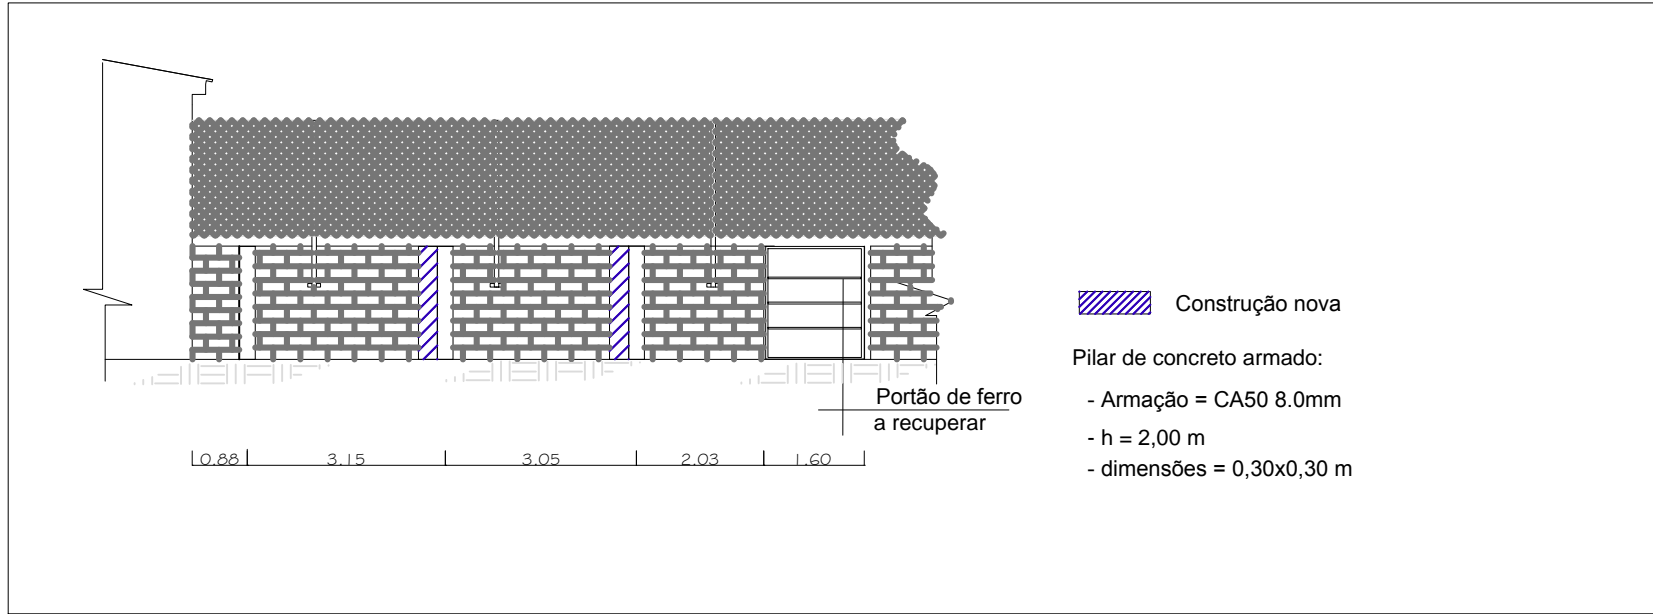 Construção nova
Pilar de concreto armado:
- Armação = CA50 8.0mm
- h = 2,00 m
- dimensões = 0,30x0,30 m
Portão de ferro
a recuperar
0.88 3.15 3.05 2.03 1.60